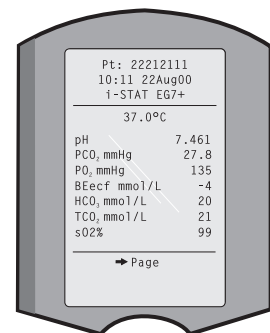 Pt: 22212111
10:11 22Aug00
i-STAT EG7+
37.0°C
pH 7.461
PCO₂ mmHg 27.8
PO₂ mmHg 135
BEecf mmol/L -4
HCO₃ mmol/L 20
TCO₂ mmol/L 21
sO2% 99
➔ Page